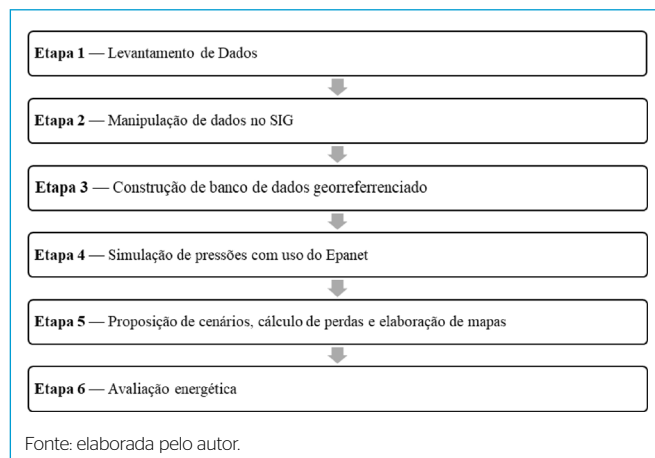 Etapa 1 — Levantamento de Dados
Etapa 2 — Manipulação de dados no SIG
Etapa 3 — Construção de banco de dados georreferrenciado
Etapa 4 — Simulação de pressões com uso do Epanet
Etapa 5 — Proposição de cenários, cálculo de perdas e elaboração de mapas
Etapa 6 — Avaliação energética
Fonte: elaborada pelo autor.